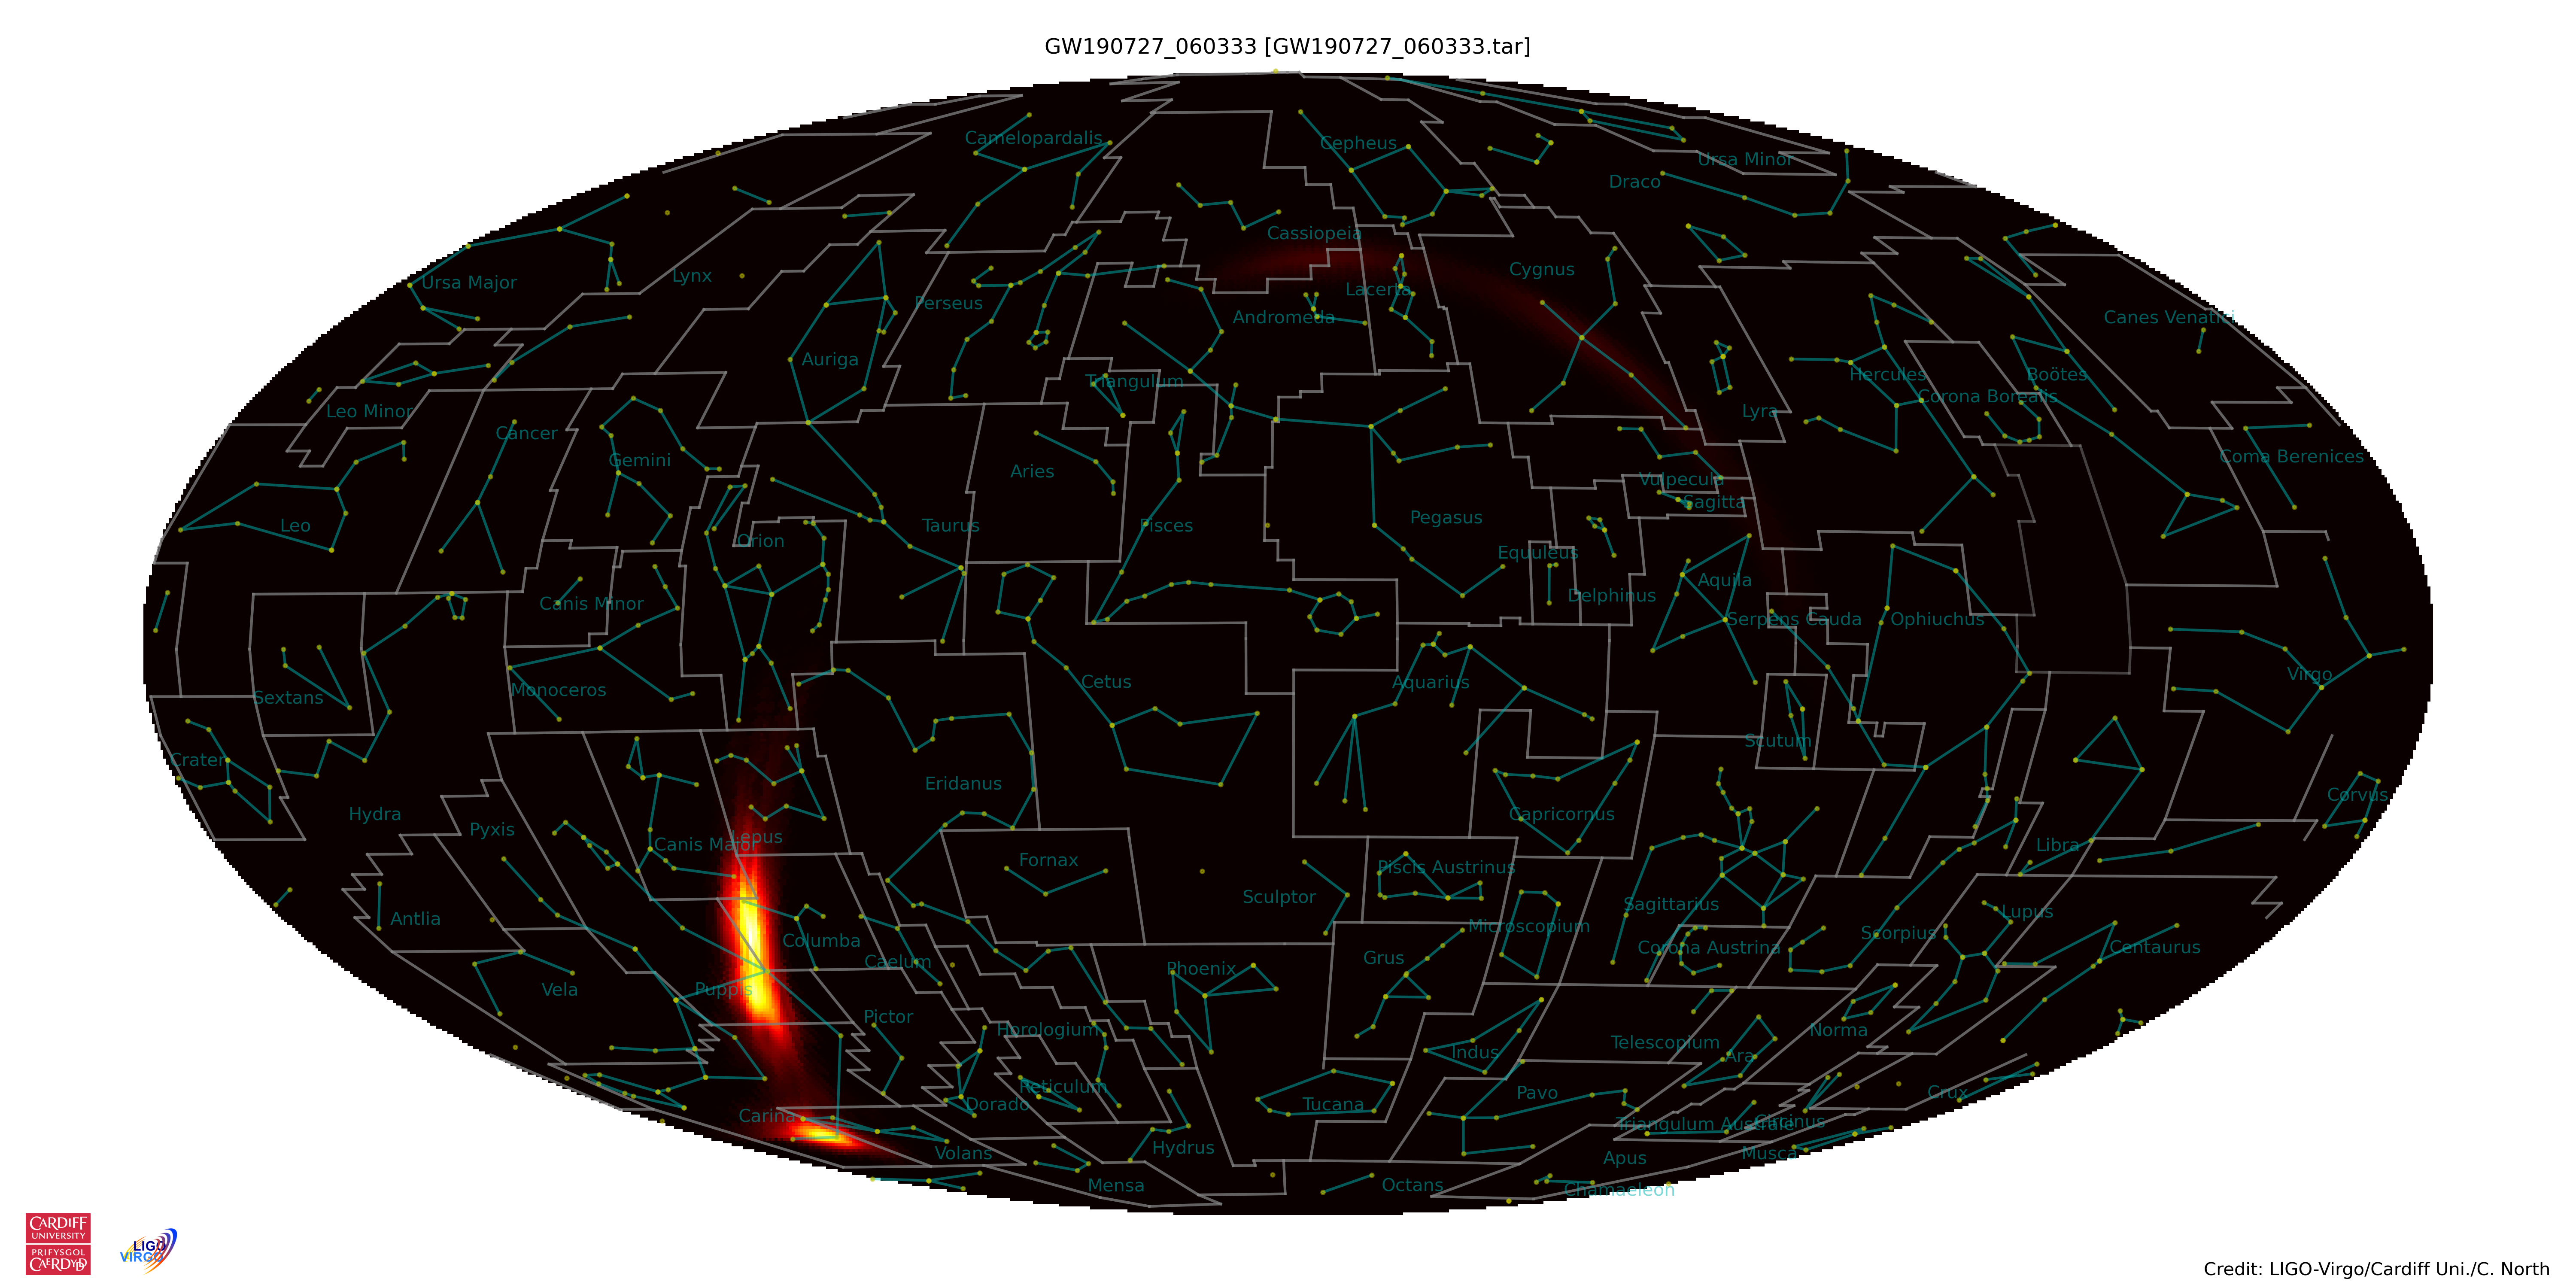 GW190727_060333 [GW190727_060333.tar]
Camelopardalis
Cepheus
Ursa Minor
Draco
Cassiopeia
Ursa Major
Lynx
Cygnus
Perseus
Lacerta
Andromeda
Canes Venatici
Auriga
Triangulum
Hercules
Boötes
Corona Borealis
Leo Minor
Lyra
Cancer
Gemini
Aries
Coma Berenices
Vulpecula
Sagitta
Leo
Orion
Taurus
Pisces
Pegasus
Equuleus
Canis Minor
Delphinus
Aquila
Serpens Cauda
Ophiuchus
Sextans
Monoceros
Cetus
Aquarius
Virgo
Scutum
Crater
Hydra
Pyxis
Eridanus
Capricornus
Corvus
Canis Major
Lepus
Libra
Fornax
Piscis Austrinus
Sculptor
Antlia
Sagittarius
Lupus
Microscopium
Columba
Scorpius
Corona Austrina
Centaurus
Caelum
Phoenix
Grus
Vela
Puppis
Pictor
Horologium
Norma
Telescopium
Indus
Ara
Reticulum
Pavo
Crux
Dorado
Tucana
Carina
Triangulum Australe
Circinus
Volans
Hydrus
Apus
Musca
Mensa
Octans
Chamaeleon
CARDIFF
UNIVERSITY
PRIFYSGOL
CAERDYDD
LIGO
VIRGO
Credit: LIGO-Virgo/Cardiff Uni./C. North